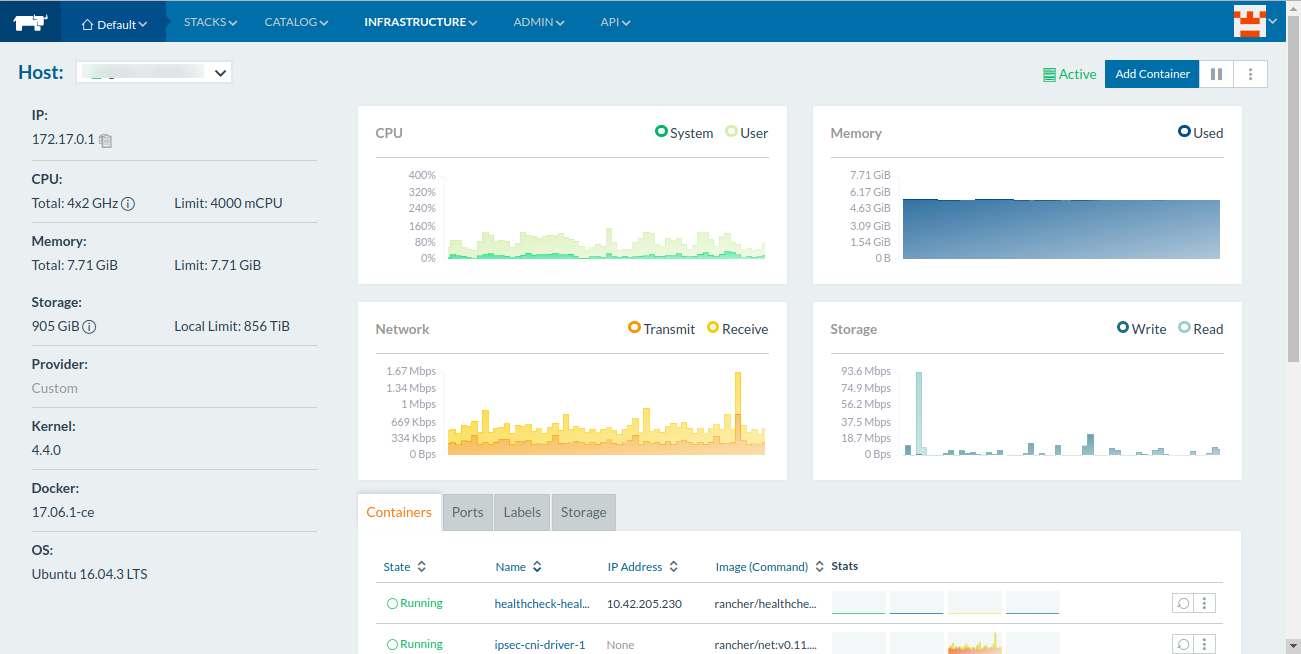 Default STACKS CATALOG INFRASTRUCTURE ADMIN API
Host:
Active Add Container
IP:
172.17.0.1
CPU:
Total: 4x2 GHz Limit: 4000 mCPU
Memory:
Total: 7.71 GiB Limit: 7.71 GiB
Storage:
905 GiB Local Limit: 856 TiB
Provider:
Custom
Kernel:
4.4.0
Docker:
17.06.1-ce
OS:
Ubuntu 16.04.3 LTS
CPU System User
400%
320%
240%
160%
80%
0%
Memory Used
7.71 GiB
6.17 GiB
4.63 GiB
3.09 GiB
1.54 GiB
0 B
Network Transmit Receive
1.67 Mbps
1.34 Mbps
1 Mbps
669 Kbps
334 Kbps
0 Bps
Storage Write Read
93.6 Mbps
74.9 Mbps
56.2 Mbps
37.5 Mbps
18.7 Mbps
0 Bps
Containers Ports Labels Storage
State Name IP Address Image (Command) Stats
Running healthcheck-heal... 10.42.205.230 rancher/healthche...
Running ipsec-cni-driver-1 None rancher/net:v0.11....